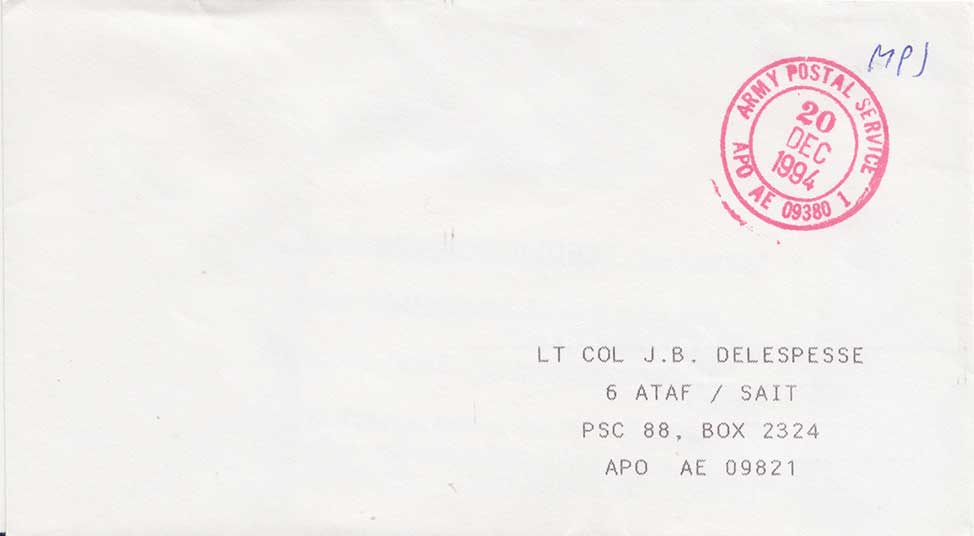 MPS
ARMY POSTAL SERVICE
20
DEC
1994
APO AE 09380 1
LT COL J.B. DELESPESSE
6 ATAF / SAIT
PSC 88, BOX 2324
APO AE 09821